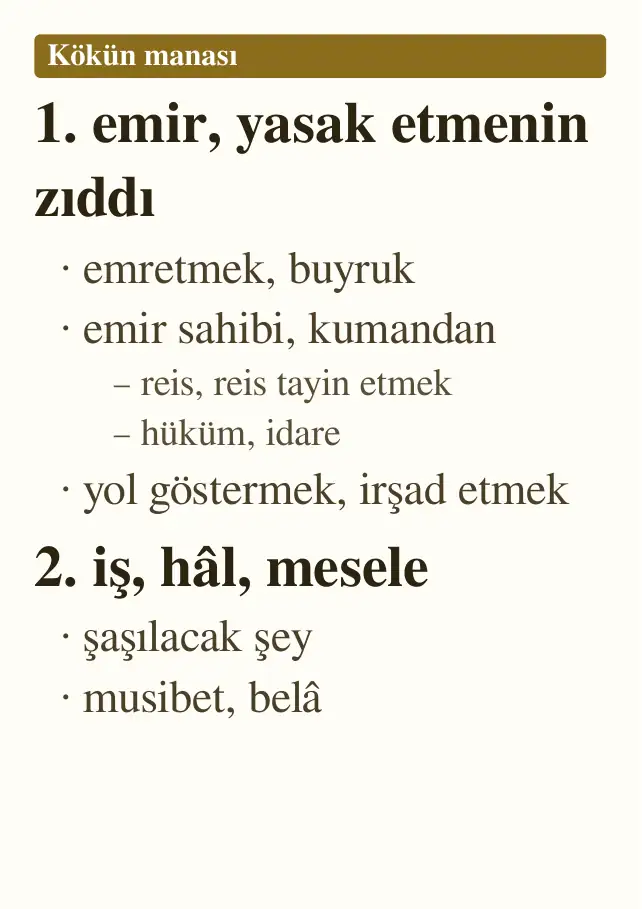 Kökün manası
1. emir, yasak etmenin
zıddı
· emretmek, buyruk
· emir sahibi, kumandan
– reis, reis tayin etmek
– hüküm, idare
· yol göstermek, irşad etmek
2. iş, hâl, mesele
· şaşılacak şey
· musibet, belâ